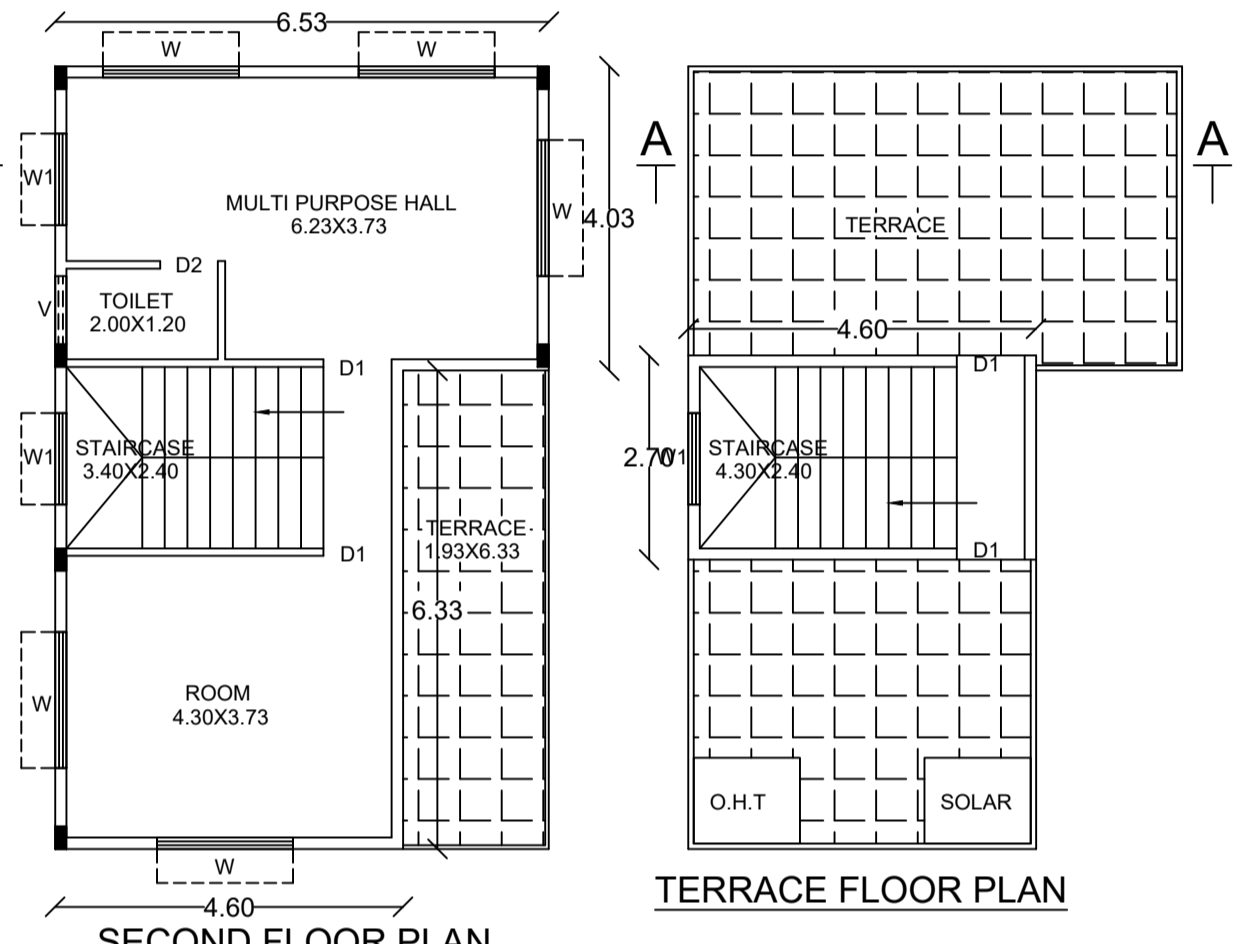 6.53
W
W
W1
MULTI PURPOSE HALL
6.23X3.73
W
4.03
D2
V
TOILET
2.00X1.20
D1
W1
STAIRCASE
3.40X2.40
TERRACE
1.93X6.33
D1
6.33
ROOM
4.30X3.73
W
W
4.60
SECOND FLOOR PLAN
A
A
TERRACE
4.60
D1
2.70
W1
STAIRCASE
4.30X2.40
D1
O.H.T
SOLAR
TERRACE FLOOR PLAN